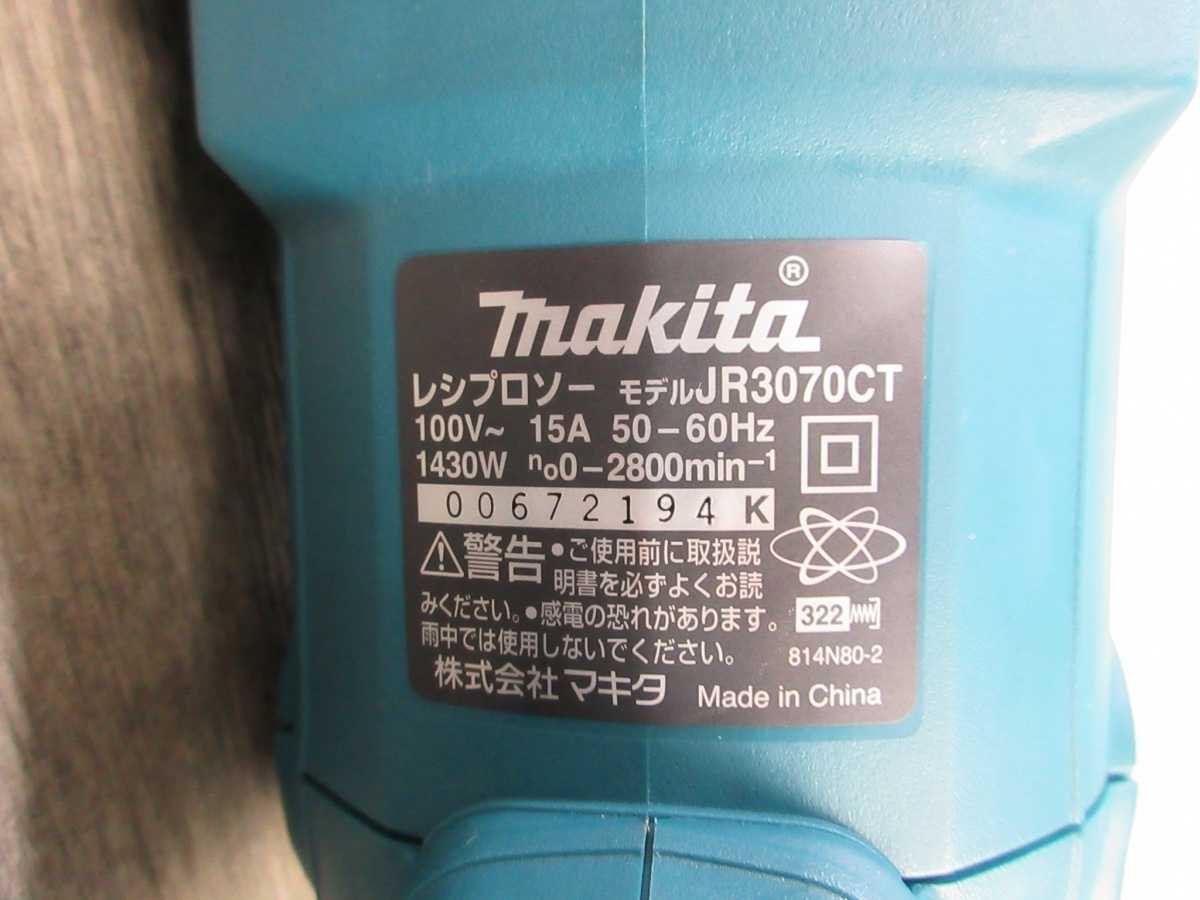 makita®
レシプロソー モデルJR3070CT
100V~ 15A 50-60Hz
1430W n₀0-2800min⁻¹
00672194 K
警告 ●ご使用前に取扱説
明書を必ずよくお読
みください。●感電の恐れがあります。
雨中では使用しないでください。
322
814N80-2
株式会社マキタ Made in China